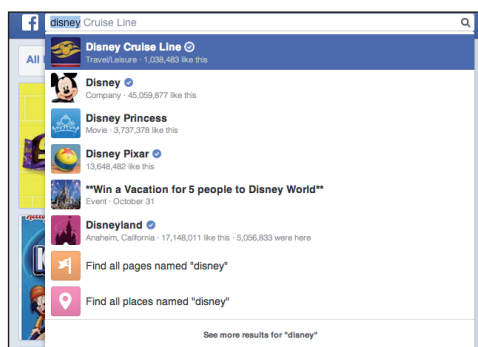 f
disney Cruise Line
All
Disney Cruise Line
Travel/Leisure · 1,038,483 like this
Disney
Company · 45,059,877 like this
Disney Princess
Movie · 3,737,378 like this
Disney Pixar
13,648,482 like this
**Win a Vacation for 5 people to Disney World**
Event · October 31
Disneyland
Anaheim, California · 17,148,011 like this · 5,056,833 were here
Find all pages named "disney"
Find all places named "disney"
See more results for "disney"